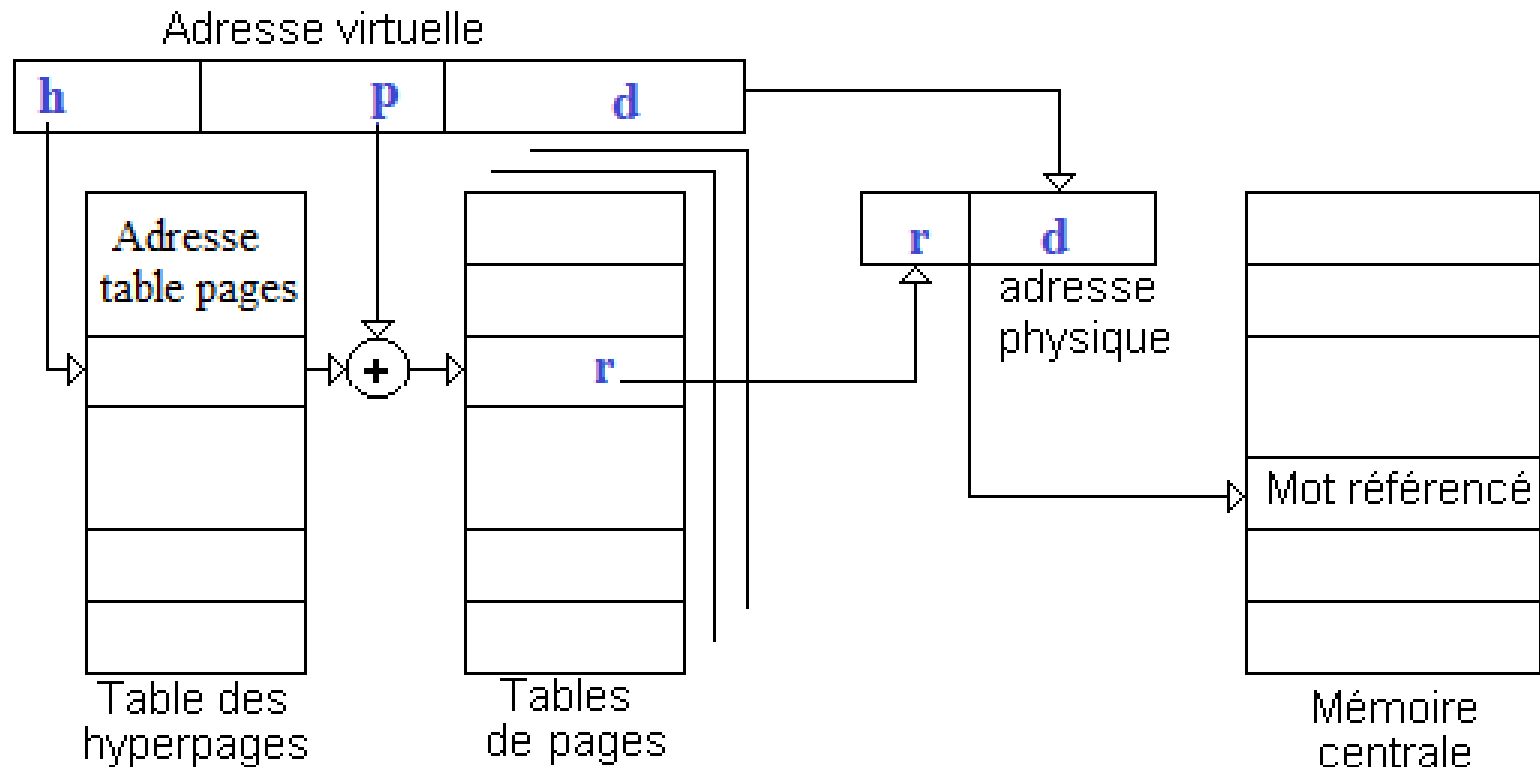 Adresse virtuelle
h p d
Adresse
table pages
+
r
r d
adresse
physique
Mot référencé
Table des
hyperpages
Tables
de pages
Mémoire
centrale